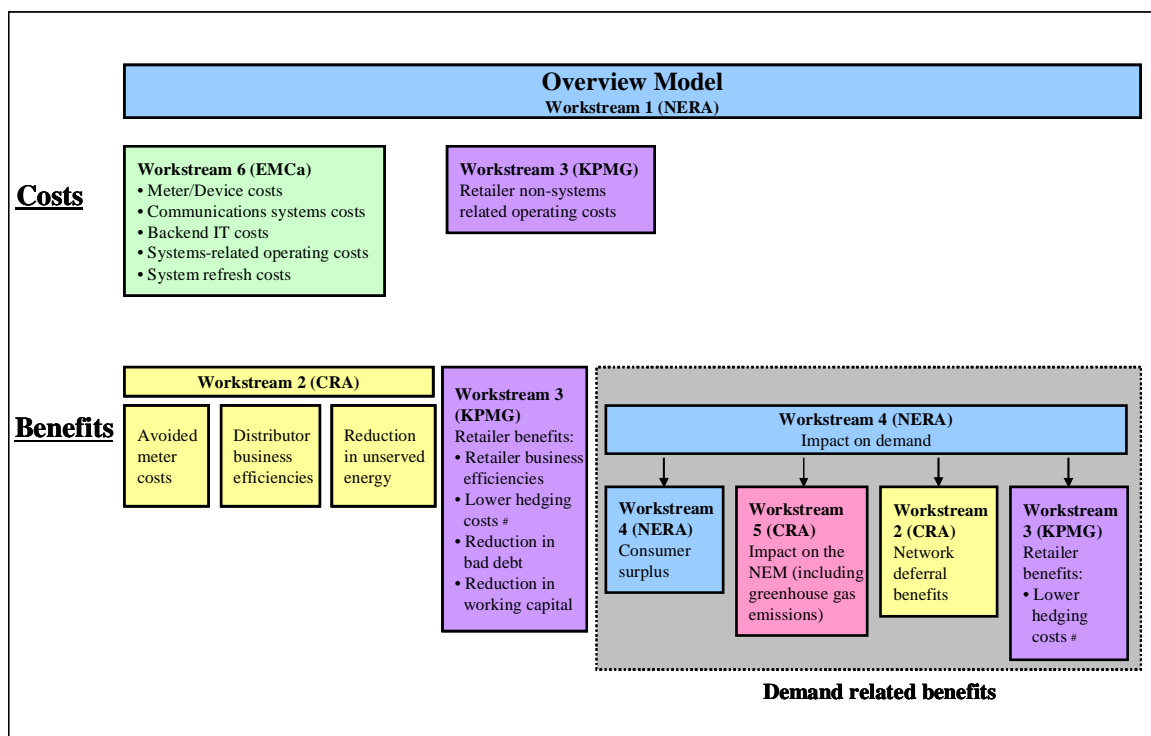 Overview Model
Workstream 1 (NERA)
Costs
Workstream 6 (EMCa)
• Meter/Device costs
• Communications systems costs
• Backend IT costs
• Systems-related operating costs
• System refresh costs
Workstream 3 (KPMG)
Retailer non-systems
related operating costs
Benefits
Workstream 2 (CRA)
Avoided
meter
costs
Distributor
business
efficiencies
Reduction
in unserved
energy
Workstream 3
(KPMG)
Retailer benefits:
• Retailer business
efficiencies
• Lower hedging
costs #
• Reduction in
bad debt
• Reduction in
working capital
Workstream 4 (NERA)
Impact on demand
Workstream
4 (NERA)
Consumer
surplus
Workstream
5 (CRA)
Impact on the
NEM (including
greenhouse gas
emissions)
Workstream
2 (CRA)
Network
deferral
benefits
Workstream
3 (KPMG)
Retailer
benefits:
• Lower
hedging
costs #
Demand related benefits